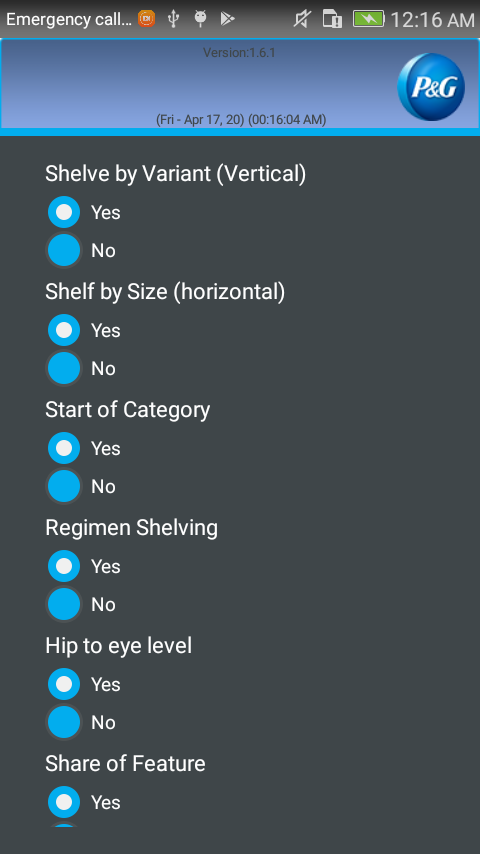 Emergency call... 12:16 AM
Version:1.6.1
P&G
(Fri - Apr 17, 20) (00:16:04 AM)
Shelve by Variant (Vertical)
Yes
No
Shelf by Size (horizontal)
Yes
No
Start of Category
Yes
No
Regimen Shelving
Yes
No
Hip to eye level
Yes
No
Share of Feature
Yes